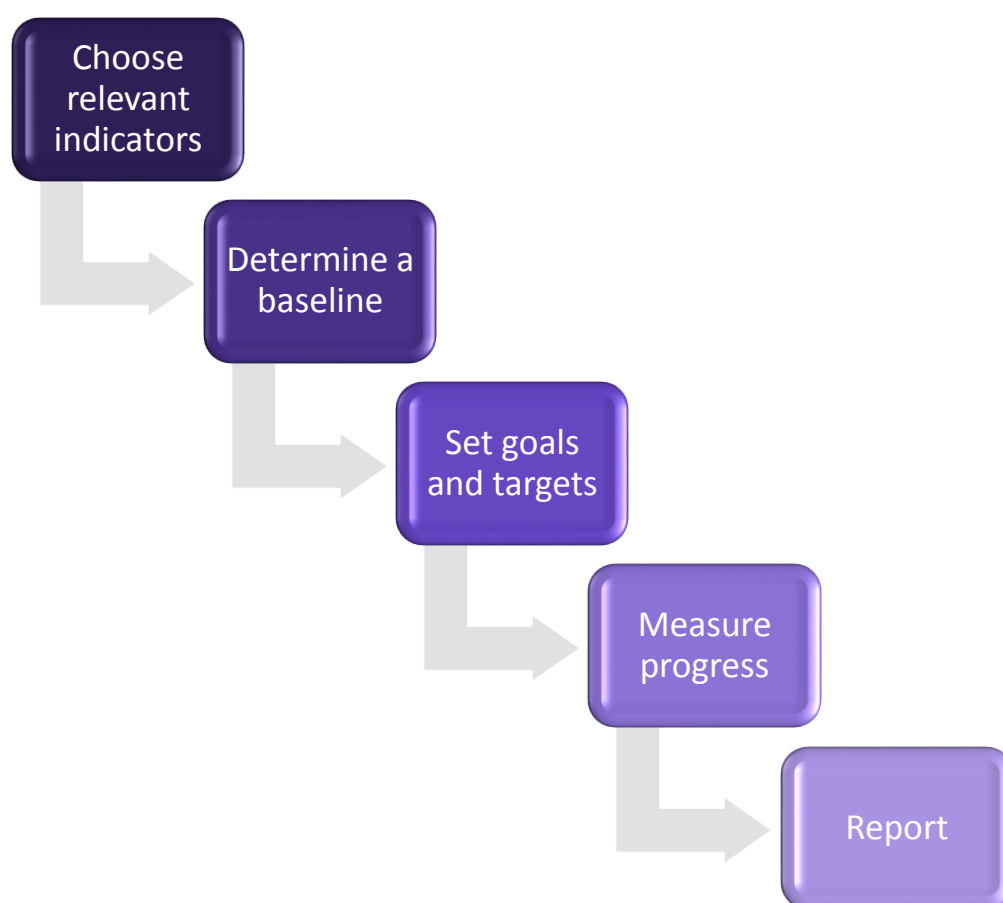 Choose
relevant
indicators
Determine a
baseline
Set goals
and targets
Measure
progress
Report